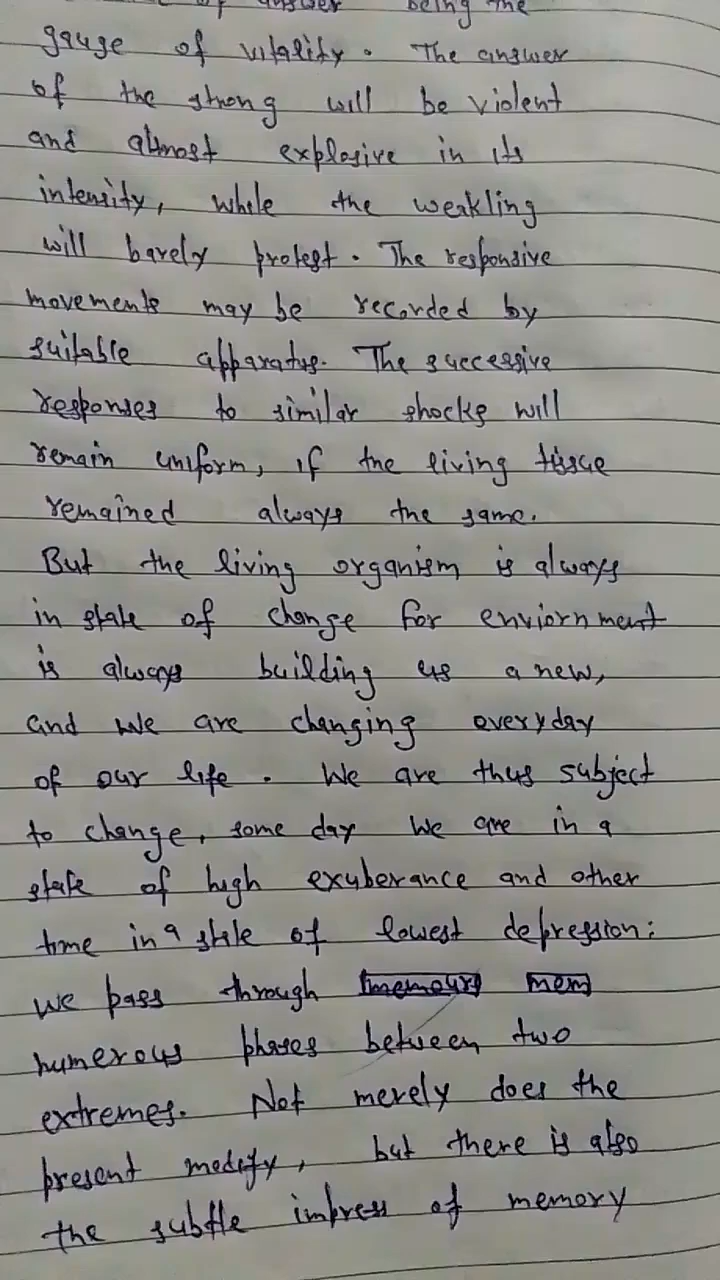 of answer being the
gauge of vitality. The answer
of the strong will be violent
and almost explosive in its
intensity, while the weakling
will barely protest. The responsive
movements may be recorded by
suitable apparatus. The successive
responses to similar shocks will
remain uniform, if the living tissue
remained always the same.
But the living organism is always
in state of change for enviornment
is always building us a new,
and we are changing everyday
of our life. We are thus subject
to change, some day we are in a
state of high exuberance and other
time in a state of lowest depression:
we pass through mem
numerous phases between two
extremes. Not merely does the
present modify, but there is also
the subtle impress of memory